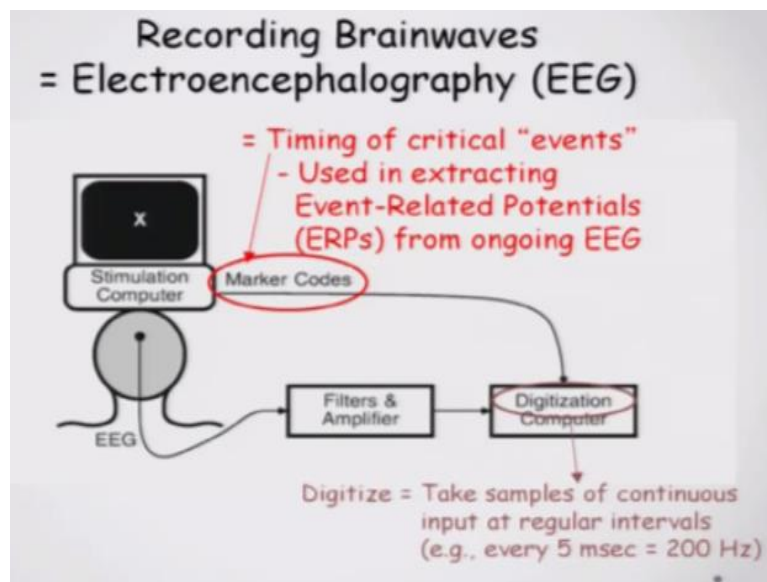 Recording Brainwaves
= Electroencephalography (EEG)
= Timing of critical “events”
- Used in extracting
Event-Related Potentials
(ERPs) from ongoing EEG
X
Stimulation
Computer
Marker Codes
EEG
Filters &
Amplifier
Digitization
Computer
Digitize = Take samples of continuous
input at regular intervals
(e.g., every 5 msec = 200 Hz)